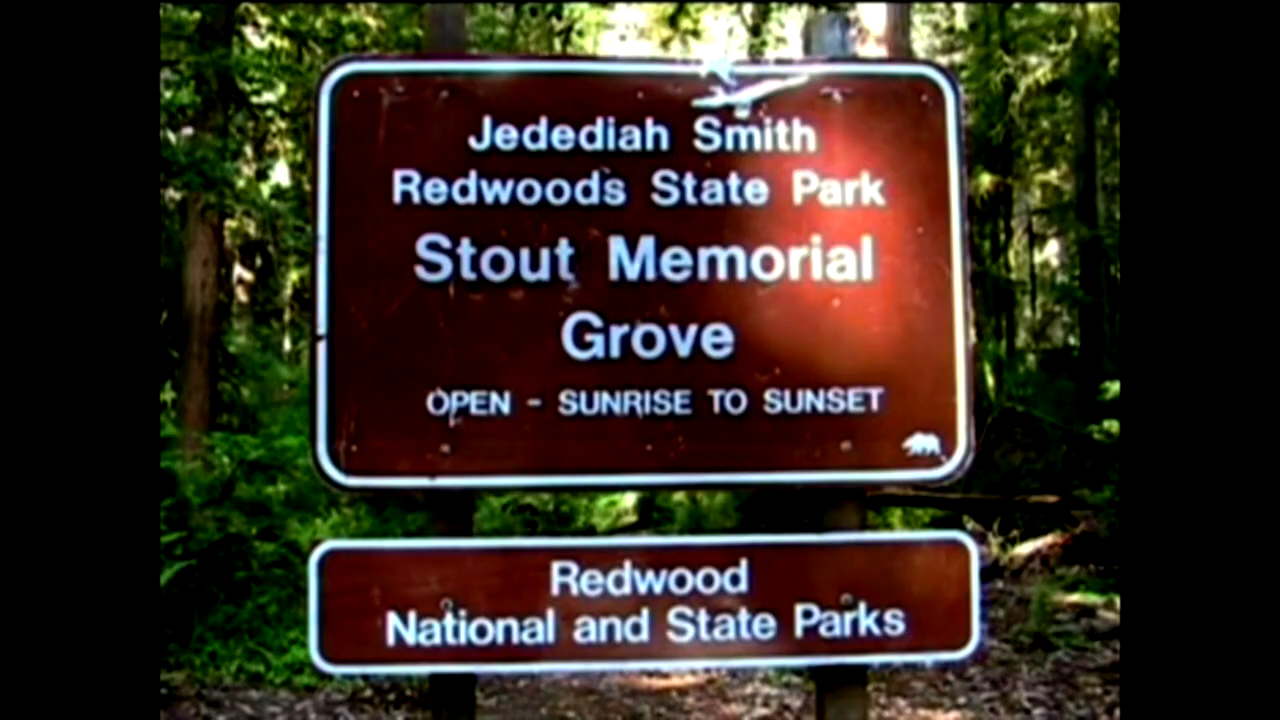 Jedediah Smith
Redwoods State Park
Stout Memorial
Grove
OPEN - SUNRISE TO SUNSET
Redwood
National and State Parks